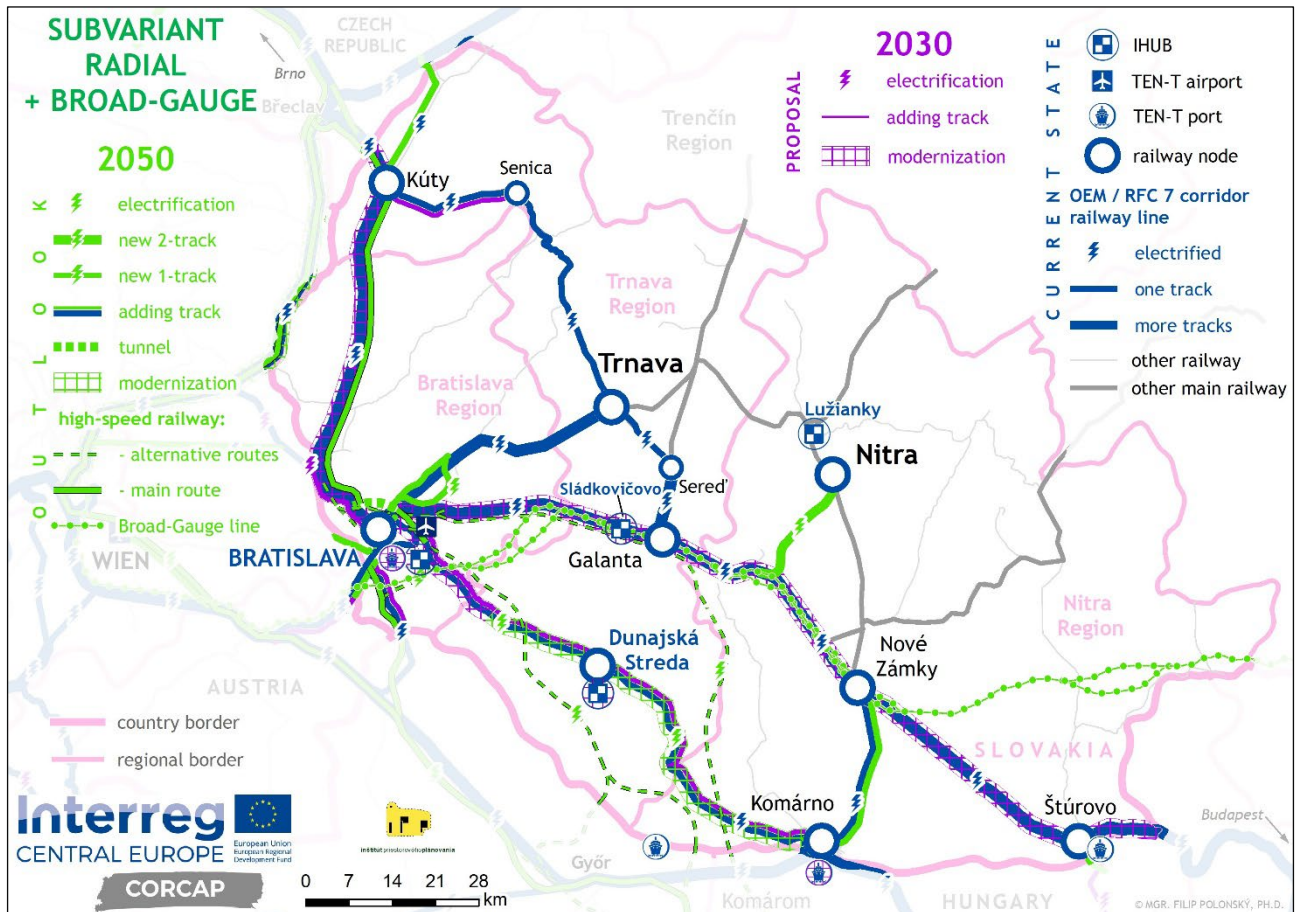 SUBVARIANT
RADIAL
+ BROAD-GAUGE
2050
OUTLOOK
electrification
new 2-track
new 1-track
adding track
tunnel
modernization
high-speed railway:
- alternative routes
- main route
Broad-Gauge line
CZECH
REPUBLIC
Brno
Břeclav
Trenčín
Region
2030
PROPOSAL
electrification
adding track
modernization
CURRENT STATE
IHUB
TEN-T airport
TEN-T port
railway node
OEM / RFC 7 corridor
railway line
electrified
one track
more tracks
other railway
other main railway
Kúty
Senica
Trnava
Region
Trnava
Bratislava
Region
Lužianky
Nitra
Sereď
Sládkovičovo
Galanta
BRATISLAVA
WIEN
Dunajská
Streda
Nové
Zámky
Nitra
Region
AUSTRIA
SLOVAKIA
Komárno
Štúrovo
Budapest
Győr
Komárom
HUNGARY
country border
regional border
Interreg
CENTRAL EUROPE
European Union
European Regional
Development Fund
CORCAP
inštitút priestorového plánovania
0 7 14 21 28
km
© MGR. FILIP POLONSKÝ, PH.D.